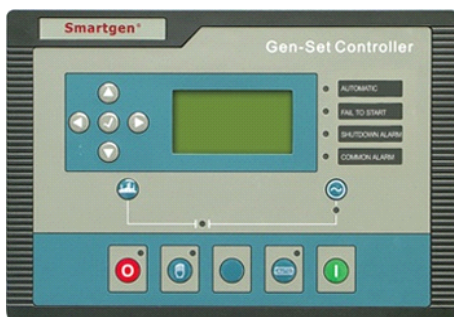 Smartgen®
Gen-Set Controller
AUTOMATIC
FAIL TO START
SHUTDOWN ALARM
COMMON ALARM